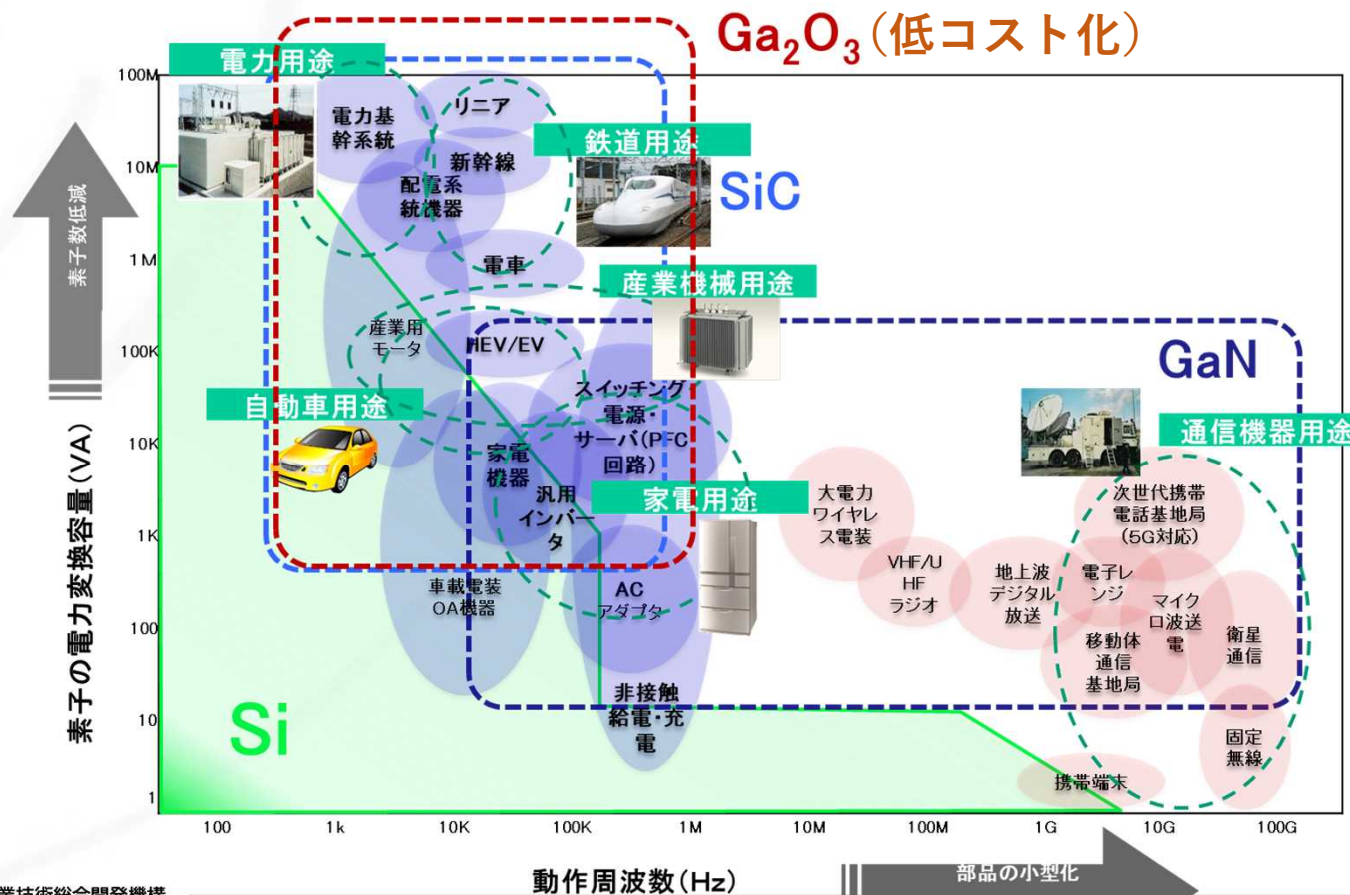 Ga₂O₃(低コスト化)
電力用途
100M
10M
1M
100K
10K
1K
100
10
1
素子数低減
素子の電力変換容量(VA)
電力基
幹系統
リニア
新幹線
配電系
統機器
電車
鉄道用途
SiC
産業機械用途
産業用
モータ
HEV/EV
GaN
自動車用途
スイッチング
電源・
サーバ(PFC
回路)
家電
機器
汎用
インバー
タ
家電用途
通信機器用途
大電力
ワイヤレ
ス電装
次世代携帯
電話基地局
(5G対応)
VHF/U
HF
ラジオ
地上波
デジタル
放送
電子レ
ンジ
マイク
ロ波送
電
移動体
通信
基地局
衛星
通信
車載電装
OA機器
AC
アダプタ
非接触
給電・充
電
Si
固定
無線
携帯端末
100
1k
10K
100K
1M
10M
100M
1G
10G
100G
動作周波数(Hz)
部品の小型化
業技術総合開発機構